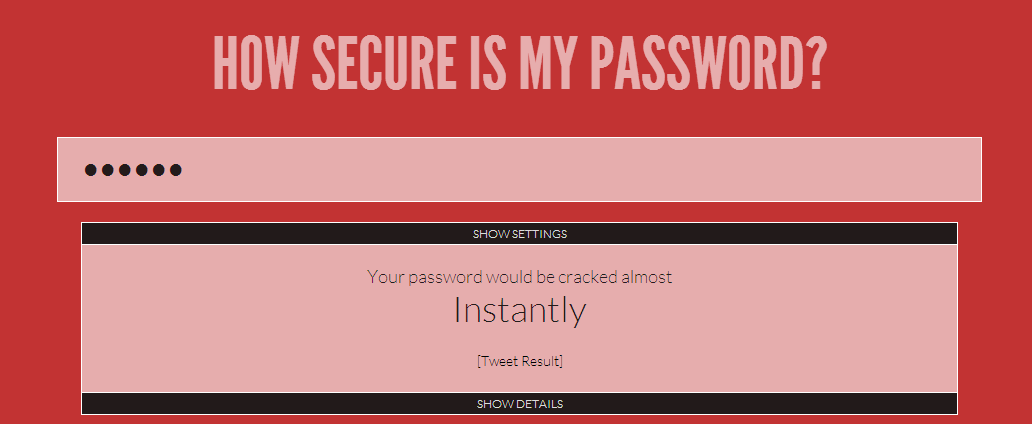 HOW SECURE IS MY PASSWORD?
••••••
SHOW SETTINGS
Your password would be cracked almost
Instantly
[Tweet Result]
SHOW DETAILS